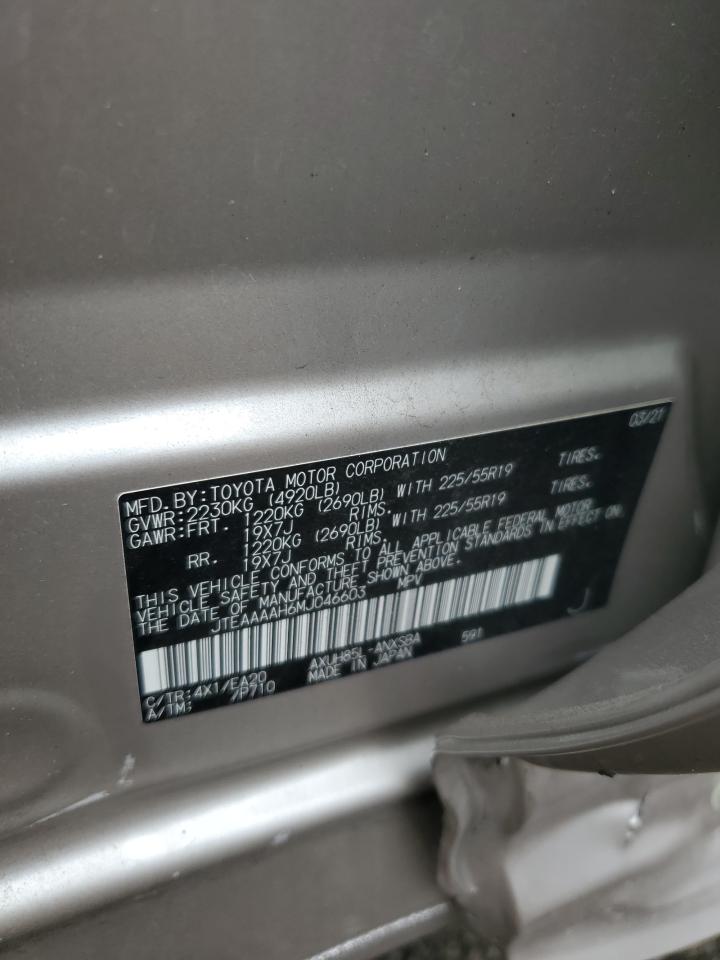 03/21
MFD.BY:TOYOTA MOTOR CORPORATION
GVWR:2230KG (4920LB)
GAWR:FRT. 1220KG (2690LB) WITH 225/55R19 TIRES.
19X7J RIMS.
RR. 1220KG (2690LB) WITH 225/55R19 TIRES.
19X7J RIMS.
THIS VEHICLE CONFORMS TO ALL APPLICABLE FEDERAL MOTOR
VEHICLE SAFETY AND THEFT PREVENTION STANDARDS IN EFFECT ON
THE DATE OF MANUFACTURE SHOWN ABOVE.
JTEAAAAH6MJ046603 MPV
J
C/TR:4X1/EA20 AXUH85L-ANXSBA 591
A/TM: /P710 MADE IN JAPAN